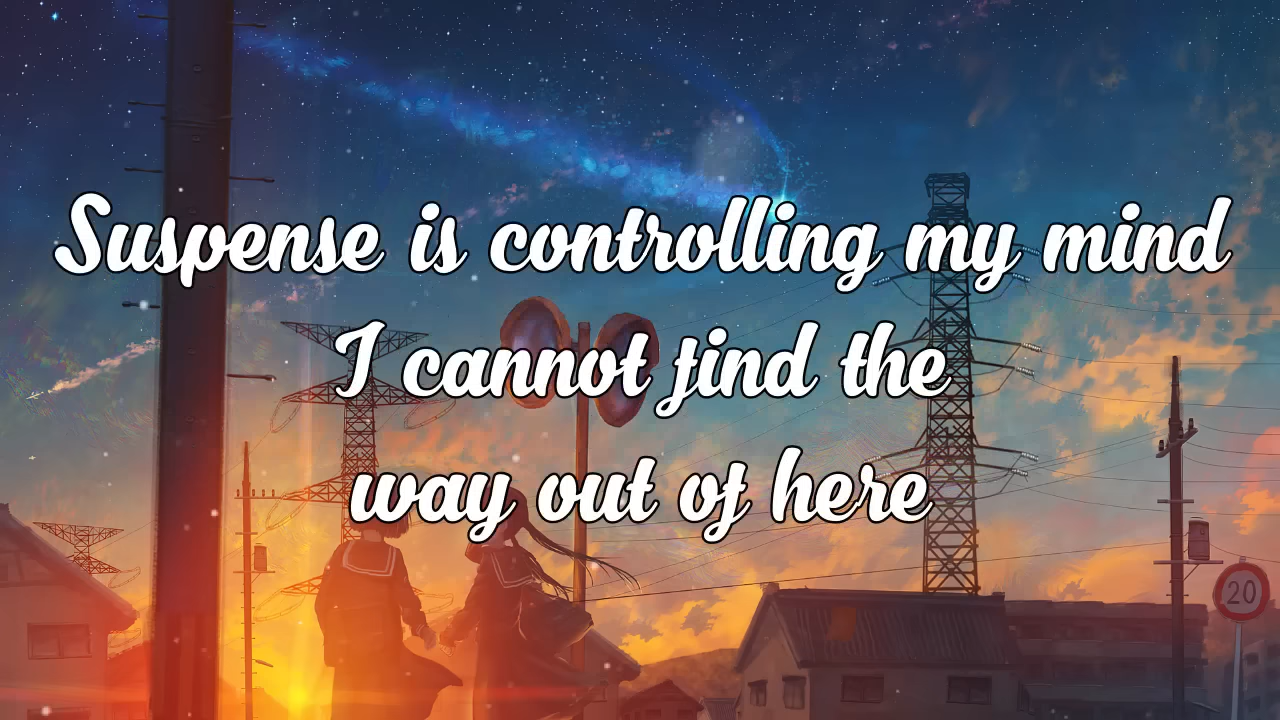 Suspense is controlling my mind
I cannot find the
way out of here
20